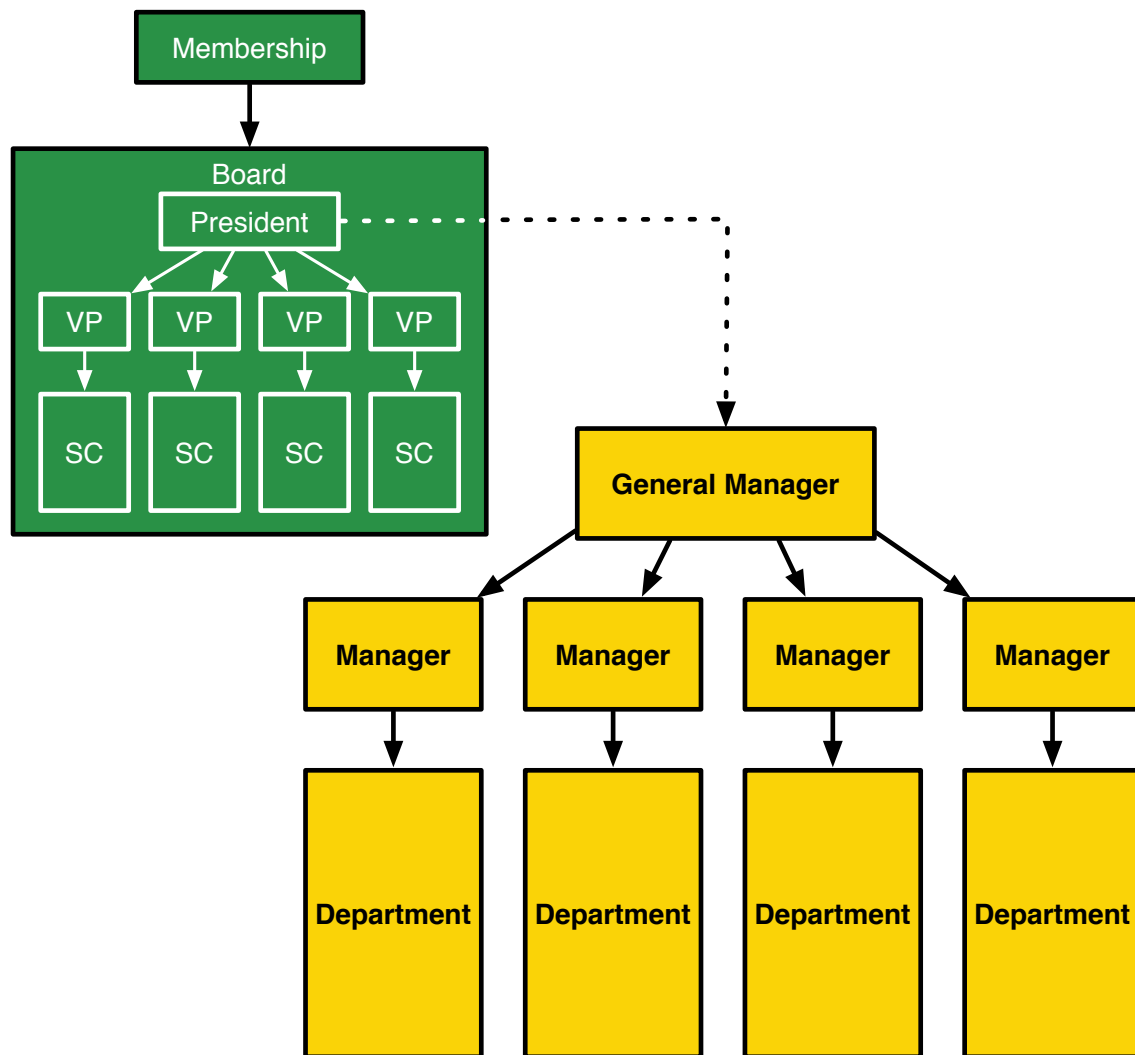 Membership
Board
President
VP VP VP VP
SC SC SC SC
General Manager
Manager Manager Manager Manager
Department Department Department Department